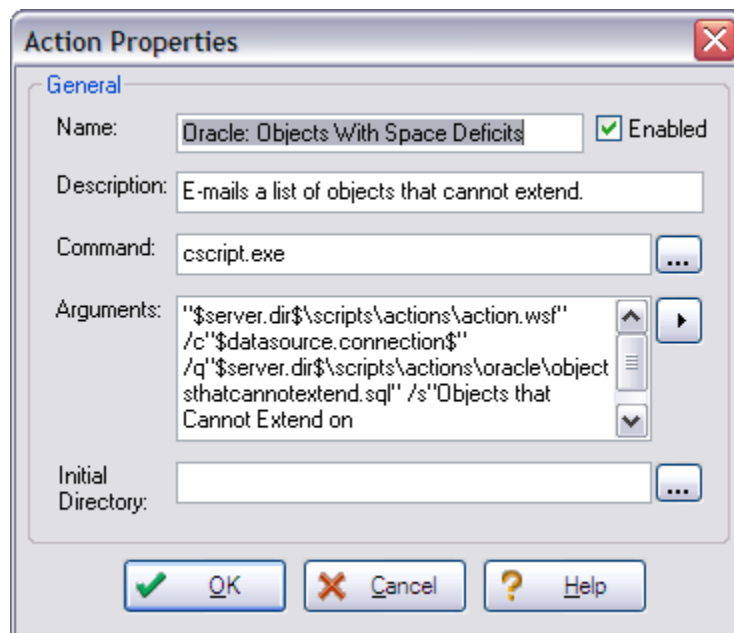 Action Properties
General
Name:
Oracle: Objects With Space Deficits
Enabled
Description:
E-mails a list of objects that cannot extend.
Command:
cscript.exe
...
Arguments:
"$server.dir$\scripts\actions\action.wsf"
/c"$datasource.connection$"
/q"$server.dir$\scripts\actions\oracle\object
sthatcannotextend.sql" /s"Objects that
Cannot Extend on
Initial
Directory:
...
OK
Cancel
Help